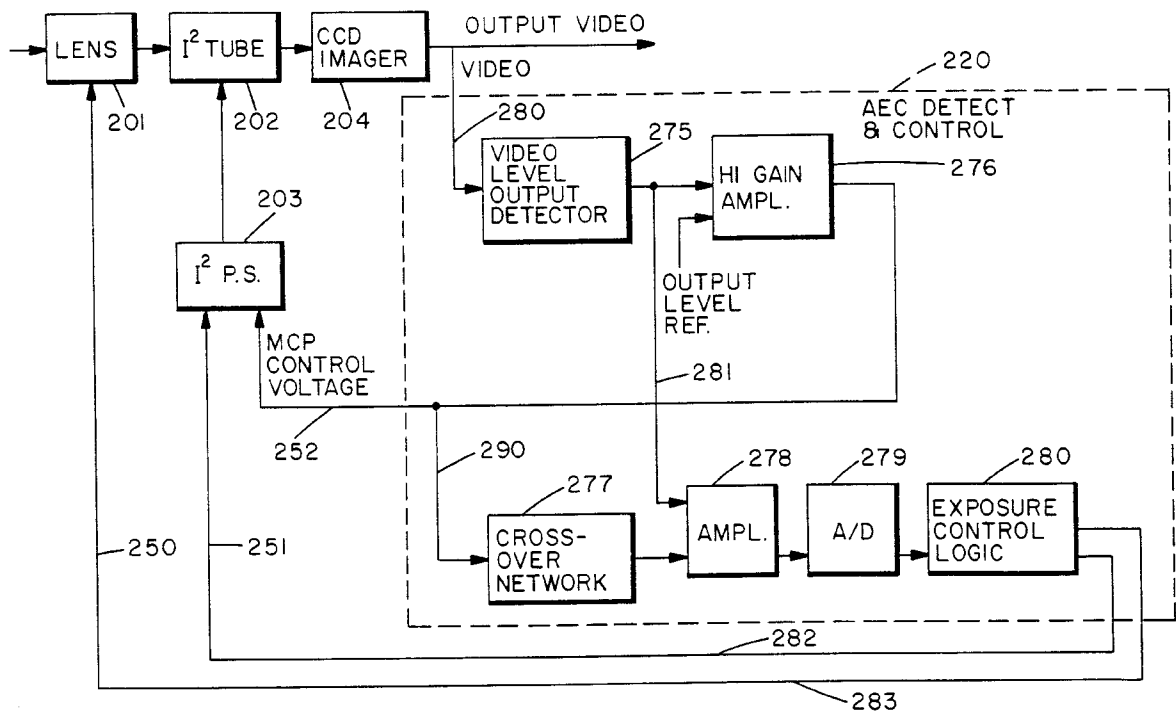 OUTPUT VIDEO
LENS
I² TUBE
CCD
IMAGER
VIDEO
201
202
204
280
220
AEC DETECT
& CONTROL
VIDEO
LEVEL
OUTPUT
DETECTOR
275
HI GAIN
AMPL.
276
203
I² P.S.
OUTPUT
LEVEL
REF.
MCP
CONTROL
VOLTAGE
281
252
290
277
278
279
280
250
251
CROSS-
OVER
NETWORK
AMPL.
A/D
EXPOSURE
CONTROL
LOGIC
282
283